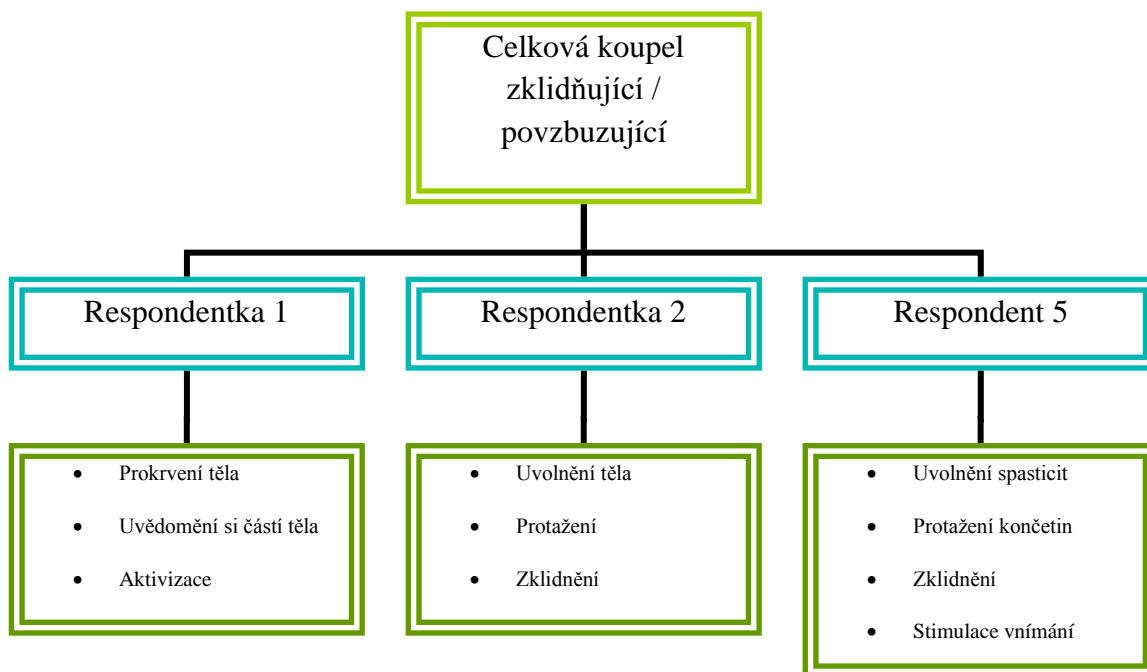 Celková koupel
zklidňující /
povzbuzující
Respondentka 1
Respondentka 2
Respondent 5
• Prokrvení těla
• Uvědomění si částí těla
• Aktivizace
• Uvolnění těla
• Protažení
• Zklidnění
• Uvolnění spasticit
• Protažení končetin
• Zklidnění
• Stimulace vnímání